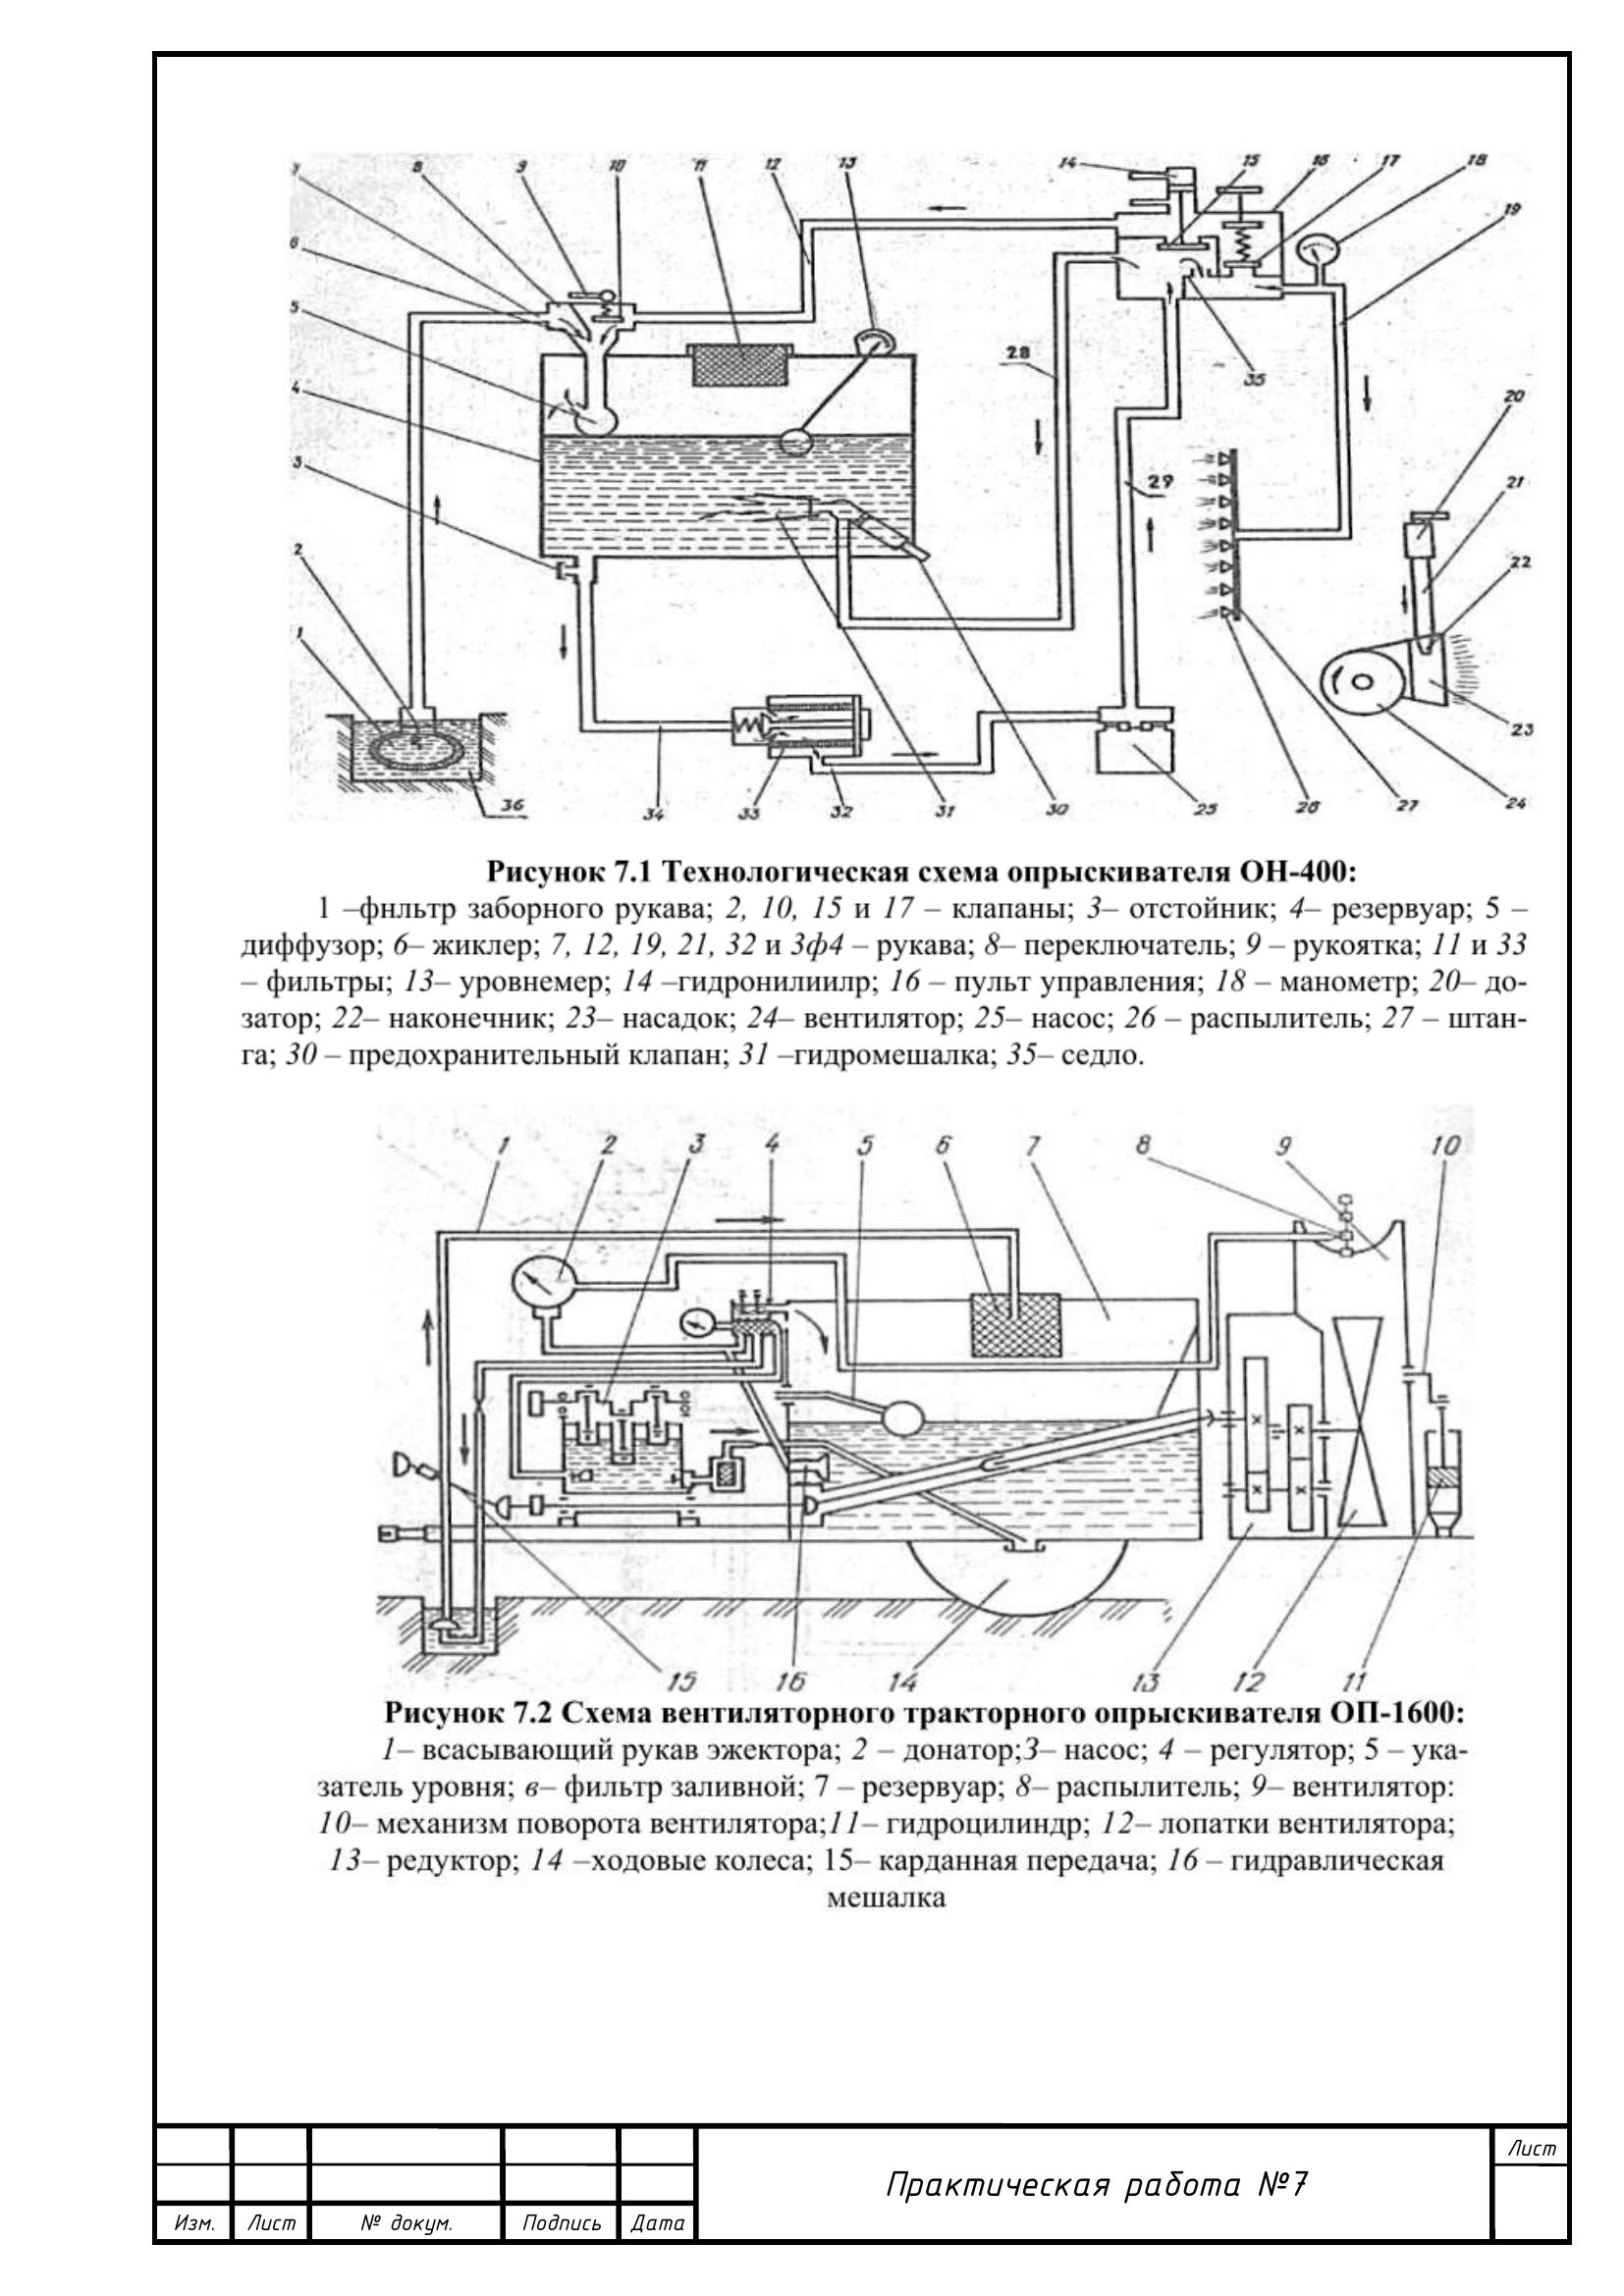 7 8 9 10 11 12 13 14 15 16 17 18
19
6
5
28
35
4
20
3
29
21
2
22
1
23
36 34 33 32 31 30 25 26 27 24
Рисунок 7.1 Технологическая схема опрыскивателя ОН-400:
1 –фнльтр заборного рукава; 2, 10, 15 и 17 – клапаны; 3– отстойник; 4– резервуар; 5 –
диффузор; 6– жиклер; 7, 12, 19, 21, 32 и 3ф4 – рукава; 8– переключатель; 9 – рукоятка; 11 и 33
– фильтры; 13– уровнемер; 14 –гидронилиилр; 16 – пульт управления; 18 – манометр; 20– до-
затор; 22– наконечник; 23– насадок; 24– вентилятор; 25– насос; 26 – распылитель; 27 – штан-
га; 30 – предохранительный клапан; 31 –гидромешалка; 35– седло.
1 2 3 4 5 6 7 8 9 10
15 16 14 13 12 11
Рисунок 7.2 Схема вентиляторного тракторного опрыскивателя ОП-1600:
1– всасывающий рукав эжектора; 2 – донатор;3– насос; 4 – регулятор; 5 – ука-
затель уровня; в– фильтр заливной; 7 – резервуар; 8– распылитель; 9– вентилятор:
10– механизм поворота вентилятора;11– гидроцилиндр; 12– лопатки вентилятора;
13– редуктор; 14 –ходовые колеса; 15– карданная передача; 16 – гидравлическая
мешалка
Лист
Практическая работа №7
Изм. Лист № докум. Подпись Дата